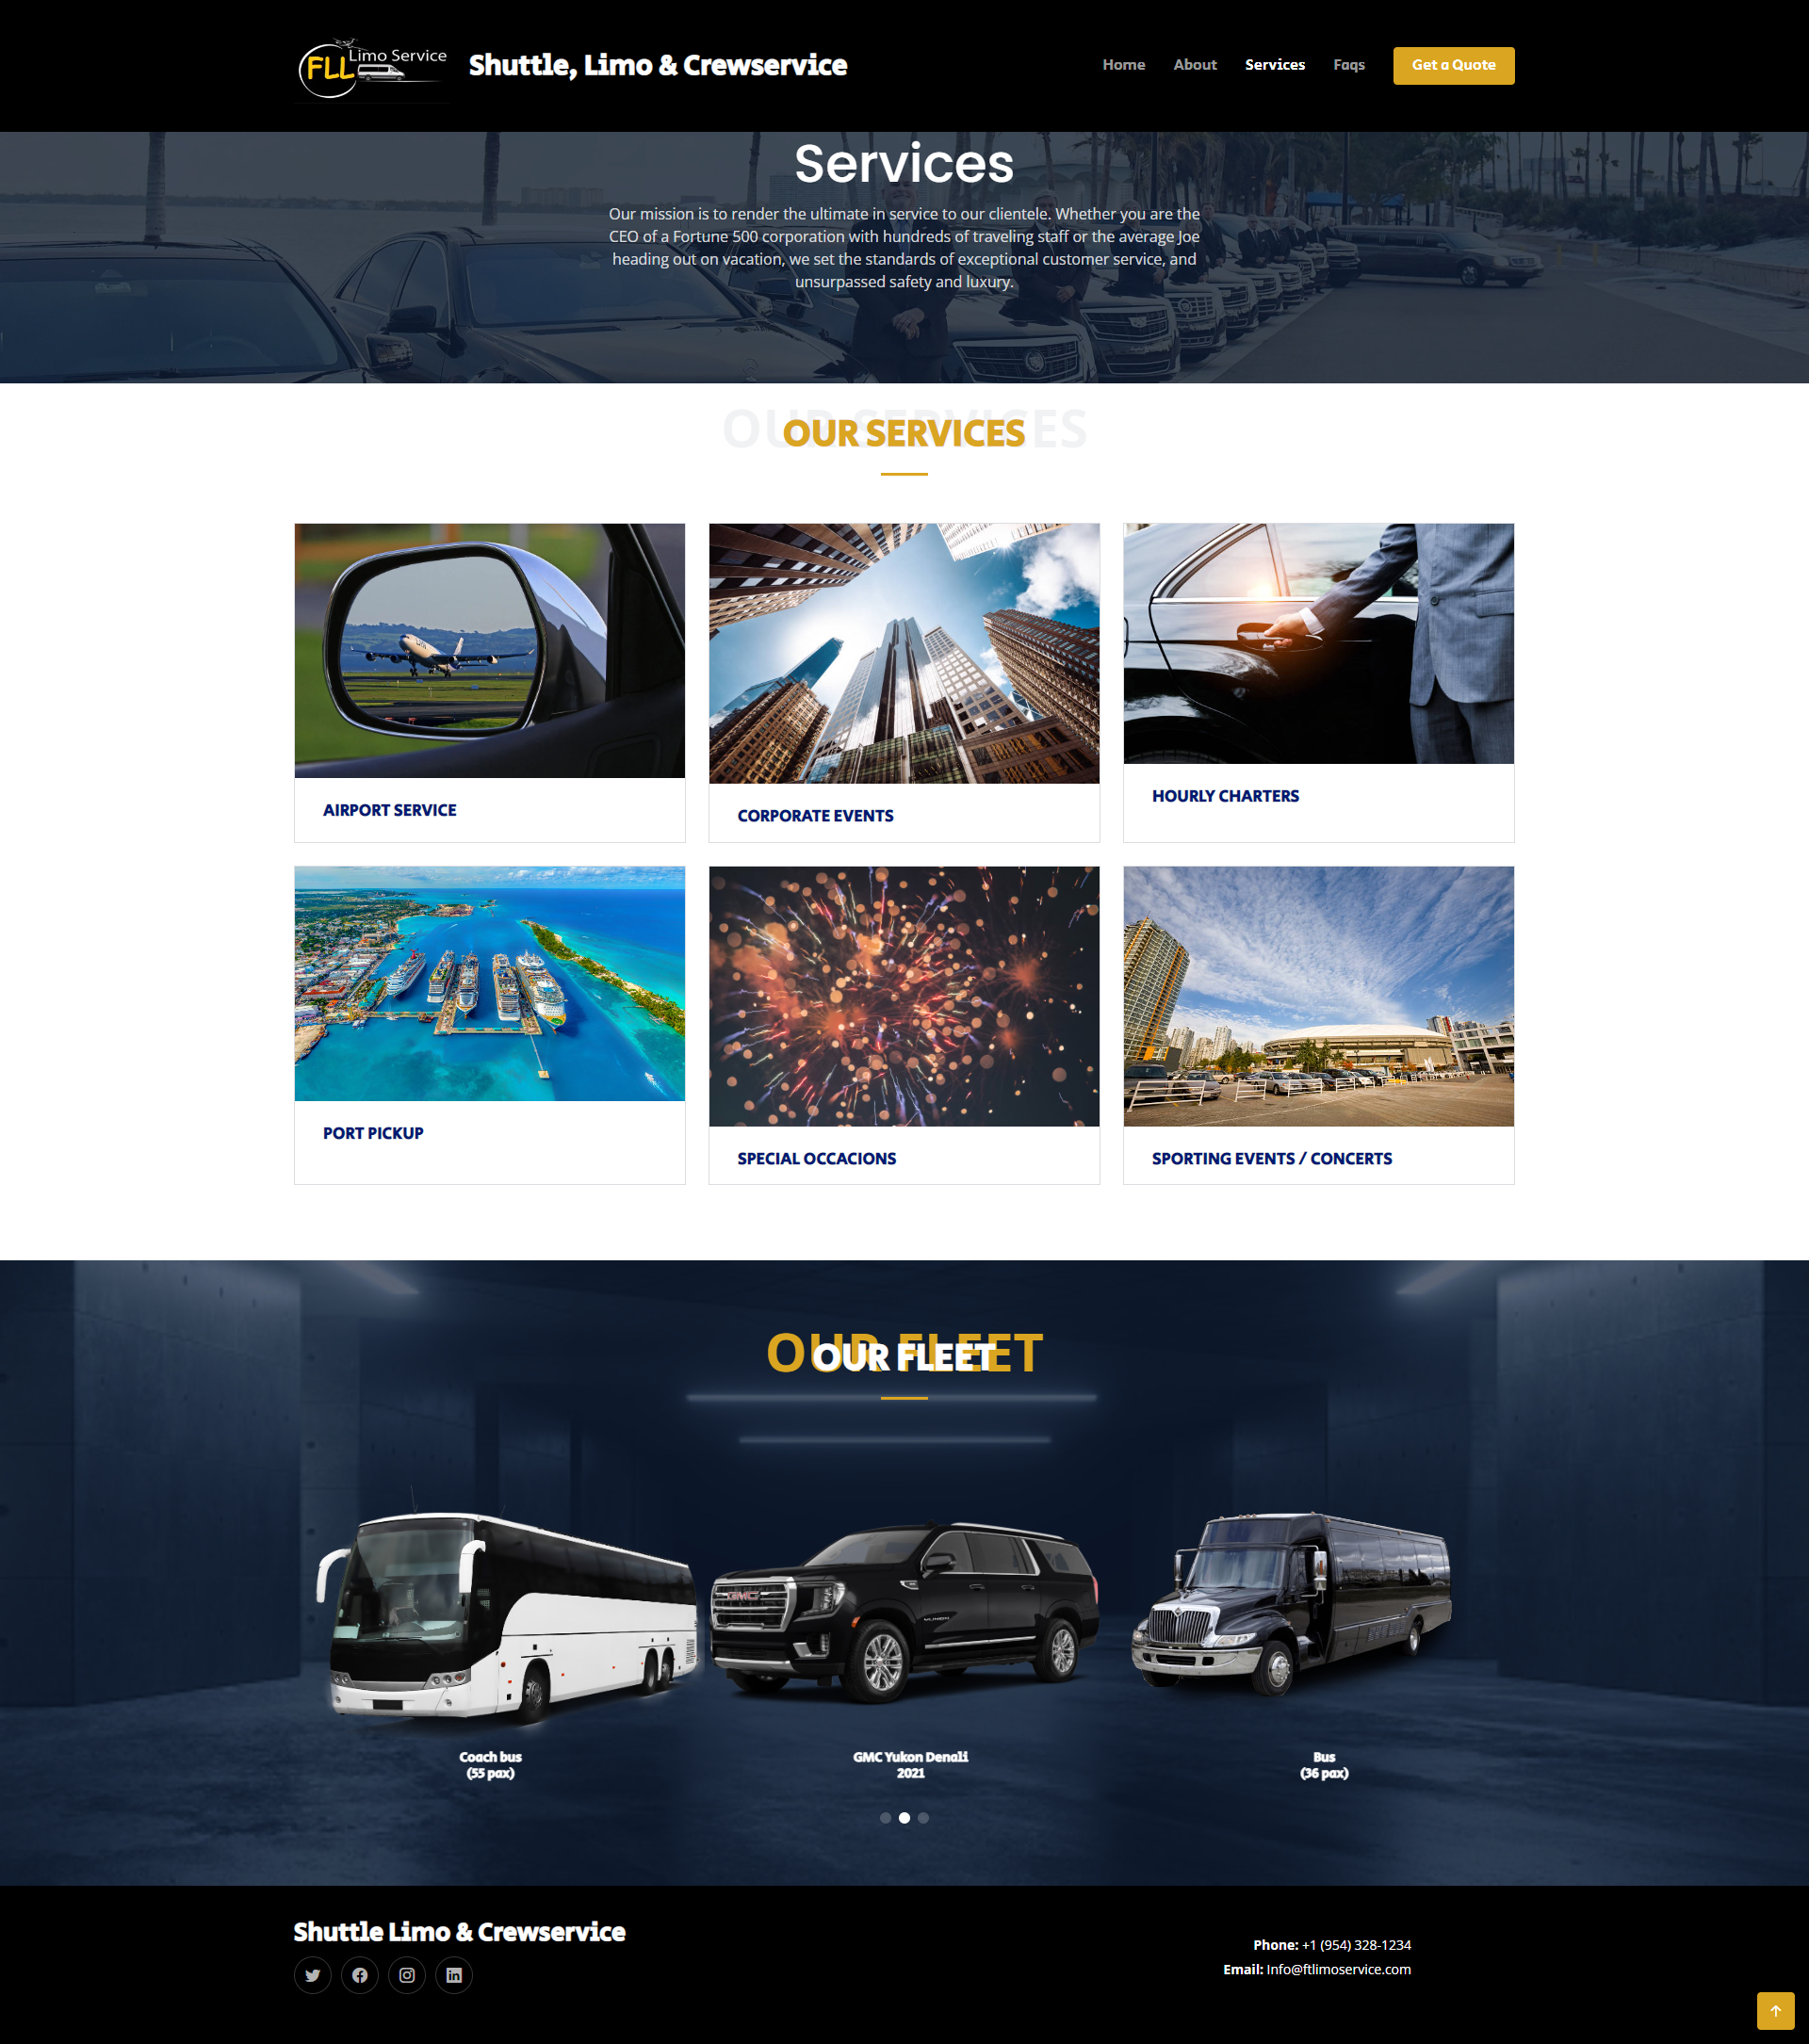 FLL Limo Service
Shuttle, Limo & Crewservice
Home
About
Services
Faqs
Get a Quote
Services
Our mission is to render the ultimate in service to our clientele. Whether you are the
CEO of a Fortune 500 corporation with hundreds of traveling staff or the average Joe
heading out on vacation, we set the standards of exceptional customer service, and
unsurpassed safety and luxury.
OUR SERVICES
OUR SERVICES
AIRPORT SERVICE
CORPORATE EVENTS
HOURLY CHARTERS
PORT PICKUP
SPECIAL OCCACIONS
SPORTING EVENTS / CONCERTS
OUR FLEET
OUR FLEET
GMC
YUKON
Coach bus
(55 pax)
GMC Yukon Denali
2021
Bus
(36 pax)
Shuttle Limo & Crewservice
Phone: +1 (954) 328-1234
Email: Info@ftlimoservice.com